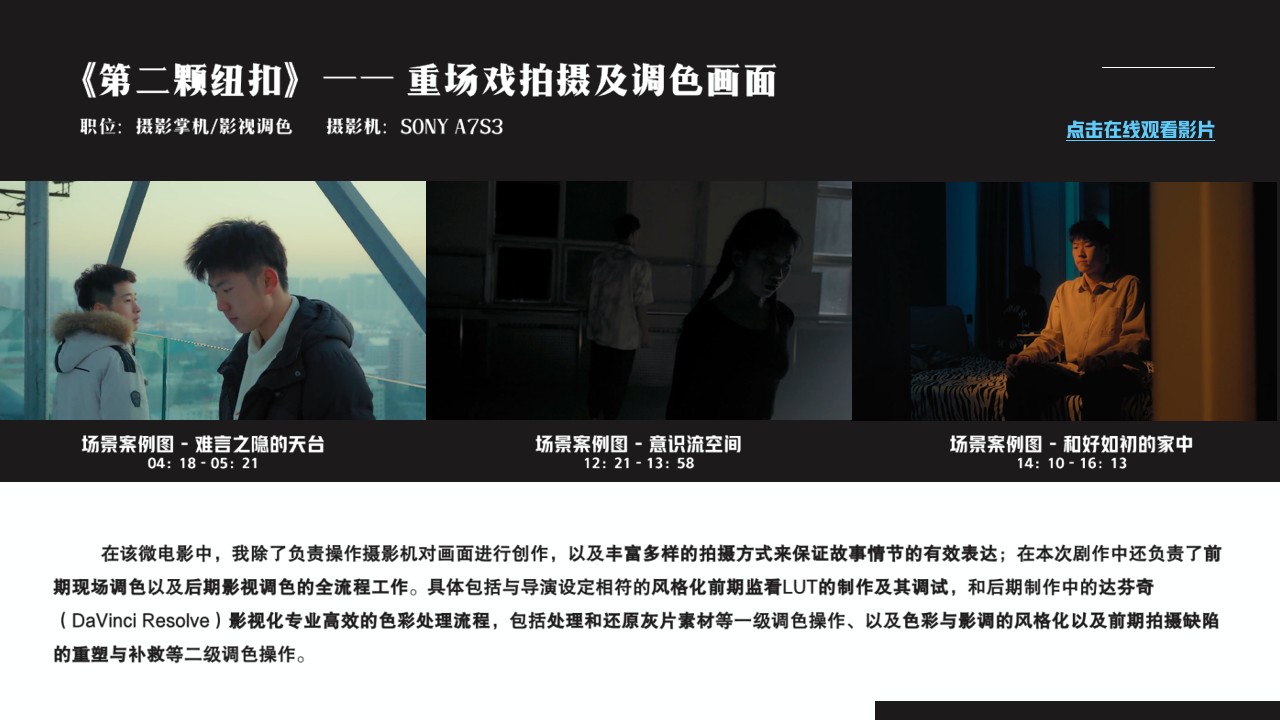 《第二颗纽扣》 —— 重场戏拍摄及调色画面
职位：摄影掌机/影视调色 摄影机：SONY A7S3
点击在线观看影片
场景案例图 - 难言之隐的天台
04：18 - 05：21
场景案例图 - 意识流空间
12：21 - 13：58
场景案例图 - 和好如初的家中
14：10 - 16：13
在该微电影中，我除了负责操作摄影机对画面进行创作，以及丰富多样的拍摄方式来保证故事情节的有效表达；在本次剧作中还负责了前
期现场调色以及后期影视调色的全流程工作。具体包括与导演设定相符的风格化前期监看LUT的制作及其调试，和后期制作中的达芬奇
（DaVinci Resolve）影视化专业高效的色彩处理流程，包括处理和还原灰片素材等一级调色操作、以及色彩与影调的风格化以及前期拍摄缺陷
的重塑与补救等二级调色操作。